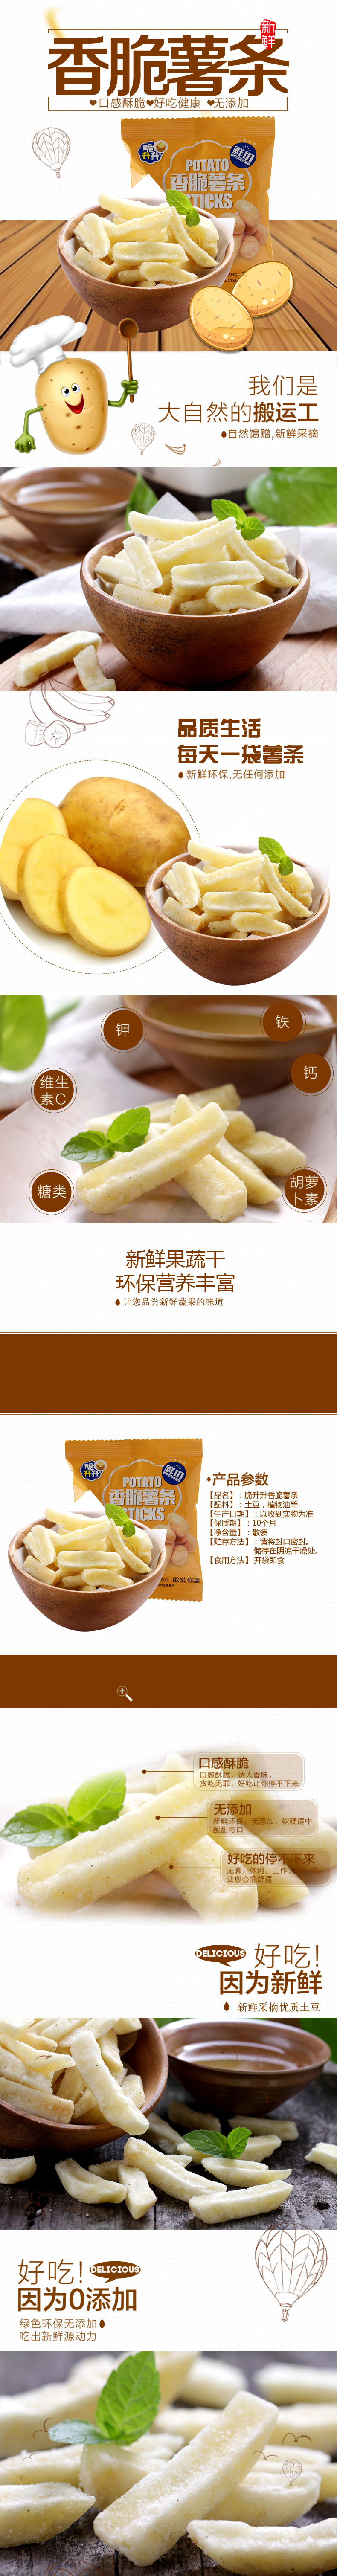 新鲜
香脆薯条
口感酥脆 好吃健康 无添加
脆升升
鲜切
POTATO
香脆薯条
STICKS
我们是
大自然的搬运工
自然馈赠,新鲜采摘
品质生活
每天一袋薯条
新鲜环保,无任何添加
钾
铁
钙
维生
素C
糖类
胡萝
卜素
新鲜果蔬干
环保营养丰富
让您品尝新鲜蔬果的味道
脆升升
鲜切
POTATO
香脆薯条
STICKS
散装称重
产品参数
【品名】:脆升升香脆薯条
【配料】:土豆,植物油等
【生产日期】:以收到实物为准
【保质期】:10个月
【净含量】:散装
【贮存方法】:请将封口密封。
储存在阴凉干燥处。
【食用方法】:开袋即食
口感酥脆
口感酥脆,诱人香味,
贪吃无罪,好吃让你停不下来
无添加
新鲜环保,无添加,软硬适中
酸甜可口
好吃的停不下来
无聊,休闲,工作,
让您心情舒适
DELICIOUS 好吃!
因为新鲜
新鲜采摘优质土豆
好吃! DELICIOUS
因为0添加
绿色环保无添加
吃出新鲜源动力